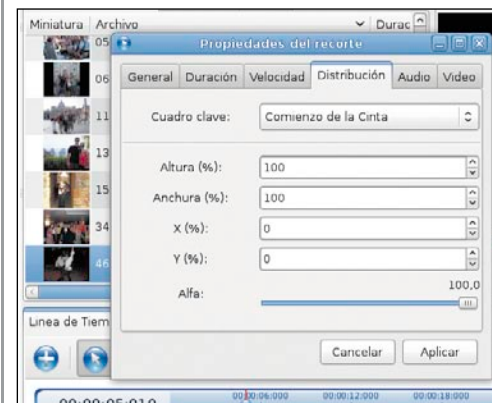 Miniatura Archivo Durac
05 Propiedades del recorte
06 General Duración Velocidad Distribución Audio Video
11 Cuadro clave: Comienzo de la Cinta
13 Altura (%): 100
15 Anchura (%): 100
34 X (%): 0
46 Y (%): 0
Alfa: 100,0
Linea de Tiem
Cancelar Aplicar
00:00:05:010 00:00:06:000 00:00:12:000 00:00:18:000